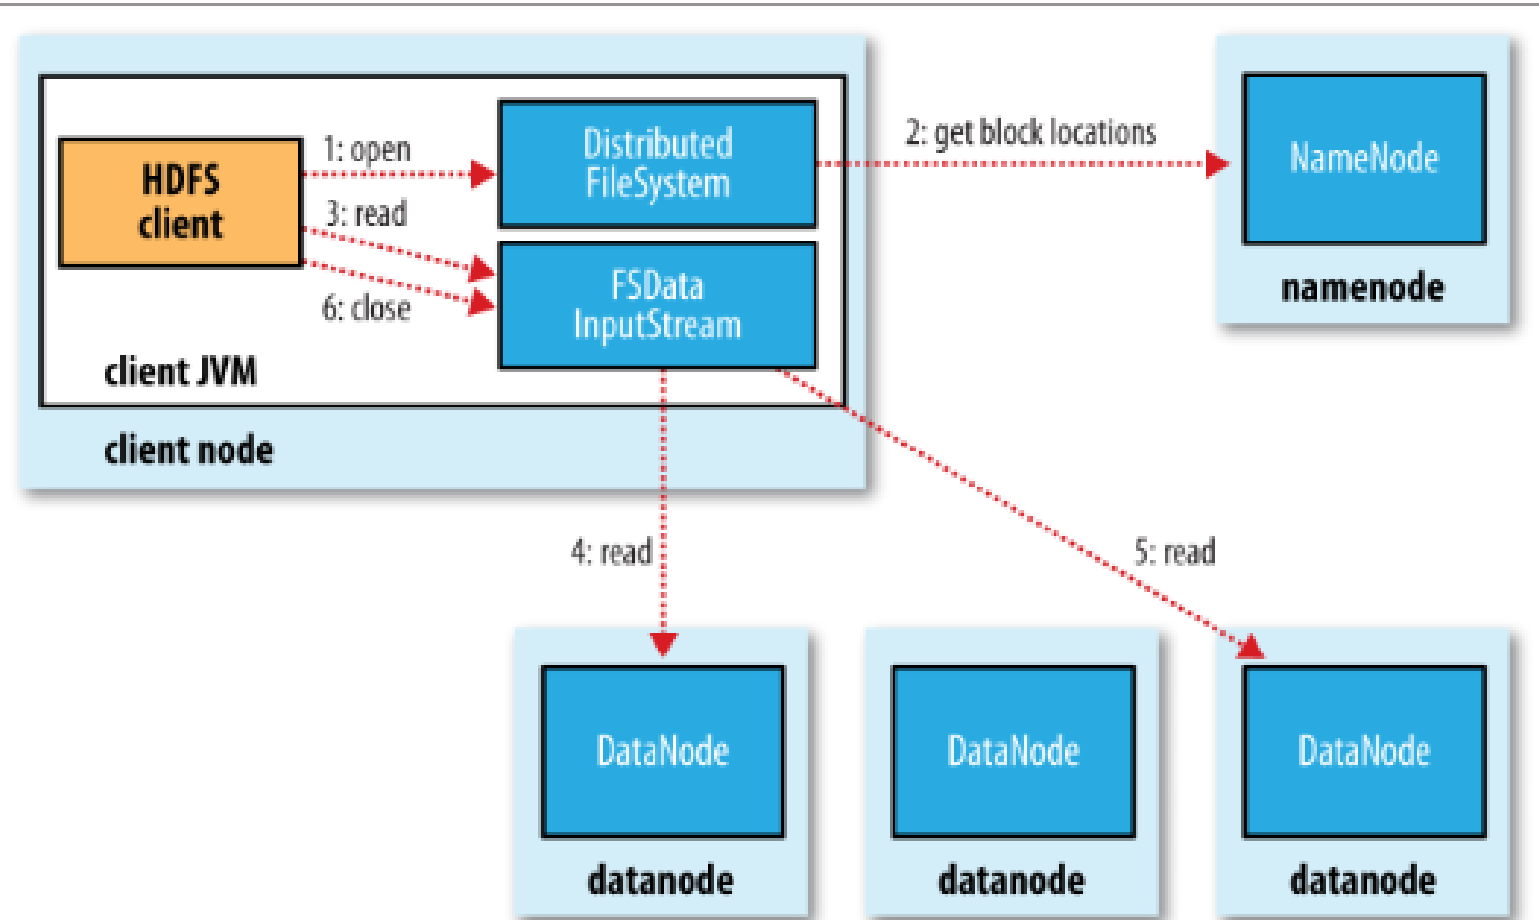 1: open
HDFS
client
3: read
6: close
Distributed
FileSystem
FSData
InputStream
client JVM
client node
2: get block locations
NameNode
namenode
4: read
5: read
DataNode
datanode
DataNode
datanode
DataNode
datanode